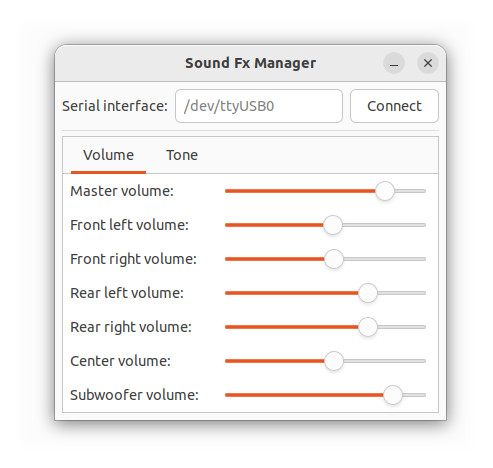 Sound Fx Manager
Serial interface: /dev/ttyUSB0 Connect
Volume Tone
Master volume:
Front left volume:
Front right volume:
Rear left volume:
Rear right volume:
Center volume:
Subwoofer volume: